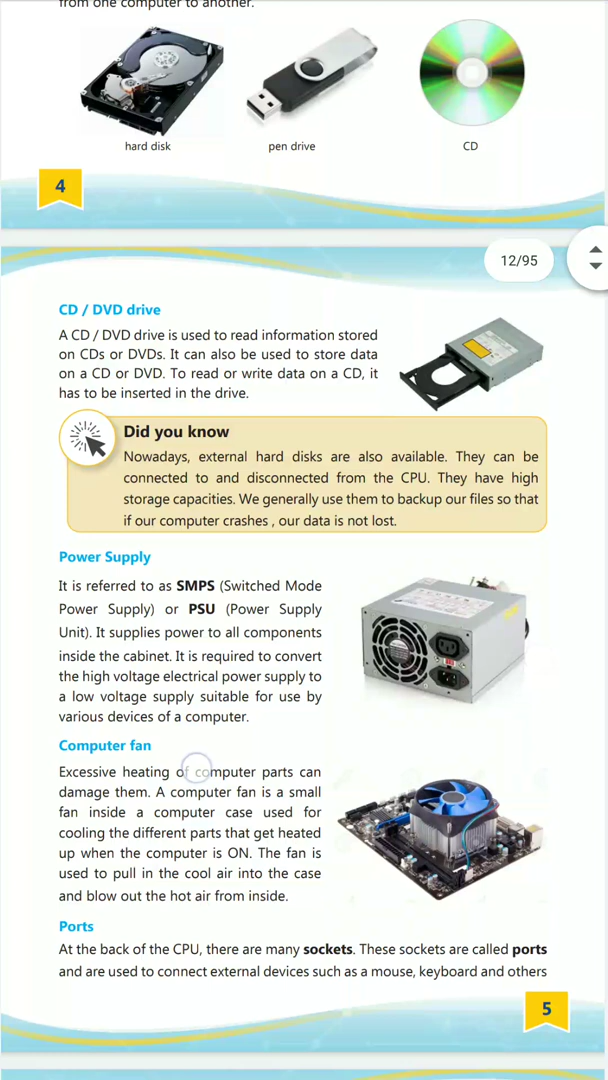 from one computer to another.
hard disk
pen drive
CD
4
12/95
CD / DVD drive
A CD / DVD drive is used to read information stored
on CDs or DVDs. It can also be used to store data
on a CD or DVD. To read or write data on a CD, it
has to be inserted in the drive.
Did you know
Nowadays, external hard disks are also available. They can be
connected to and disconnected from the CPU. They have high
storage capacities. We generally use them to backup our files so that
if our computer crashes , our data is not lost.
Power Supply
It is referred to as SMPS (Switched Mode
Power Supply) or PSU (Power Supply
Unit). It supplies power to all components
inside the cabinet. It is required to convert
the high voltage electrical power supply to
a low voltage supply suitable for use by
various devices of a computer.
Computer fan
Excessive heating of computer parts can
damage them. A computer fan is a small
fan inside a computer case used for
cooling the different parts that get heated
up when the computer is ON. The fan is
used to pull in the cool air into the case
and blow out the hot air from inside.
Ports
At the back of the CPU, there are many sockets. These sockets are called ports
and are used to connect external devices such as a mouse, keyboard and others
5